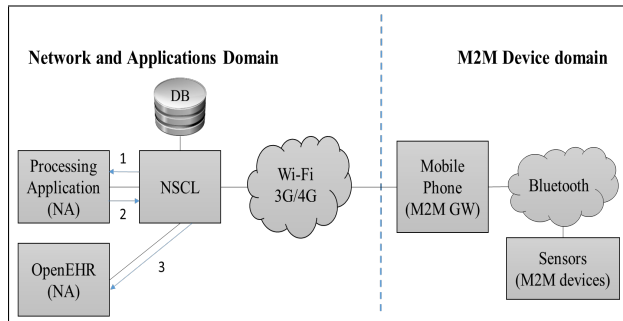 Network and Applications Domain
M2M Device domain
DB
Processing
Application
(NA)
1
2
NSCL
Wi-Fi
3G/4G
Mobile
Phone
(M2M GW)
Bluetooth
OpenEHR
(NA)
3
Sensors
(M2M devices)